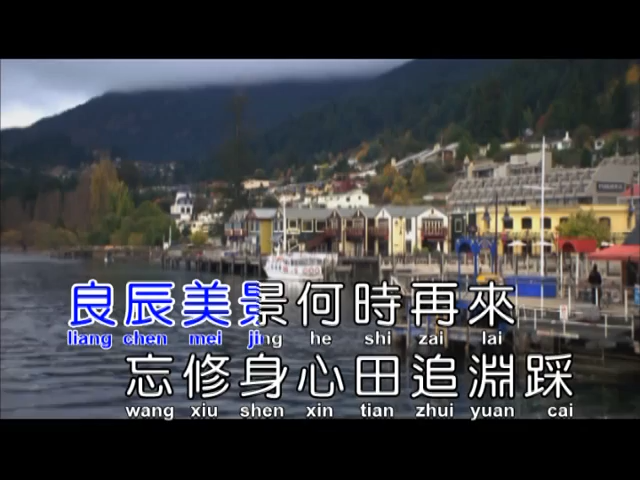 良辰美景何時再來
liang chen mei jing he shi zai lai
忘修身心田追淵踩
wang xiu shen xin tian zhui yuan cai